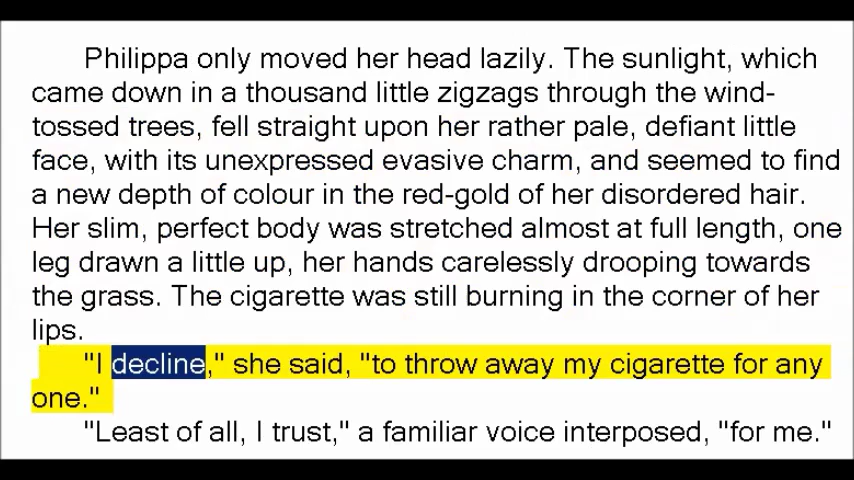 Philippa only moved her head lazily. The sunlight, which
came down in a thousand little zigzags through the wind-
tossed trees, fell straight upon her rather pale, defiant little
face, with its unexpressed evasive charm, and seemed to find
a new depth of colour in the red-gold of her disordered hair.
Her slim, perfect body was stretched almost at full length, one
leg drawn a little up, her hands carelessly drooping towards
the grass. The cigarette was still burning in the corner of her
lips.
"I decline," she said, "to throw away my cigarette for any
one."
"Least of all, I trust," a familiar voice interposed, "for me."